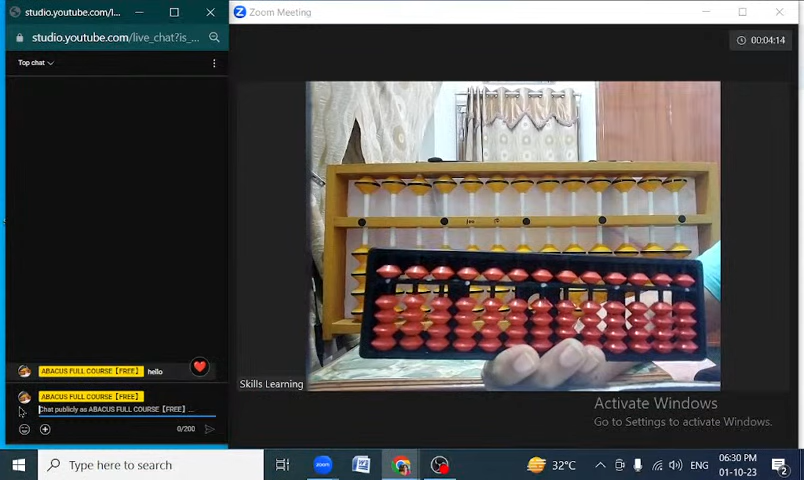 studio.youtube.com/l...
studio.youtube.com/live_chat?is_...
Top chat
ABACUS FULL COURSE【FREE】 hello
ABACUS FULL COURSE【FREE】
Chat publicly as ABACUS FULL COURSE【FREE】...
0/200
Zoom Meeting
00:04:14
Skills Learning
Activate Windows
Go to Settings to activate Windows.
Type here to search
32°C
ENG
06:30 PM
01-10-23
2